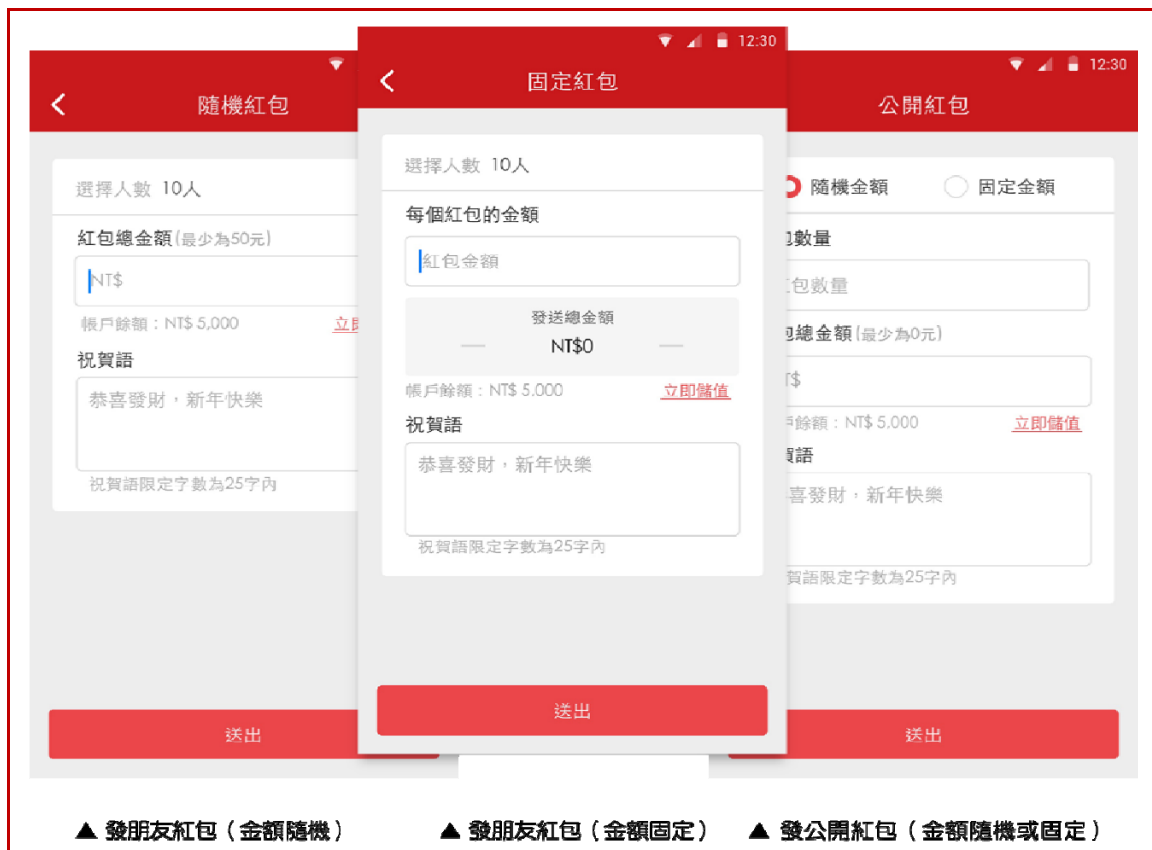 隨機紅包
選擇人數 10人
紅包總金額(最少為50元)
NT$
帳戶餘額：NT$ 5,000
祝賀語
恭喜發財，新年快樂
祝賀語限定字數為25字內
送出
12:30
固定紅包
選擇人數 10人
每個紅包的金額
紅包金額
發送總金額
NT$0
帳戶餘額：NT$ 5,000 立即儲值
祝賀語
恭喜發財，新年快樂
祝賀語限定字數為25字內
送出
12:30
公開紅包
隨機金額 固定金額
數量
包數量
總金額(最少為0元)
$
餘額：NT$ 5,000 立即儲值
語
喜發財，新年快樂
賀語限定字數為25字內
送出
▲ 發朋友紅包（金額隨機）
▲ 發朋友紅包（金額固定）
▲ 發公開紅包（金額隨機或固定）